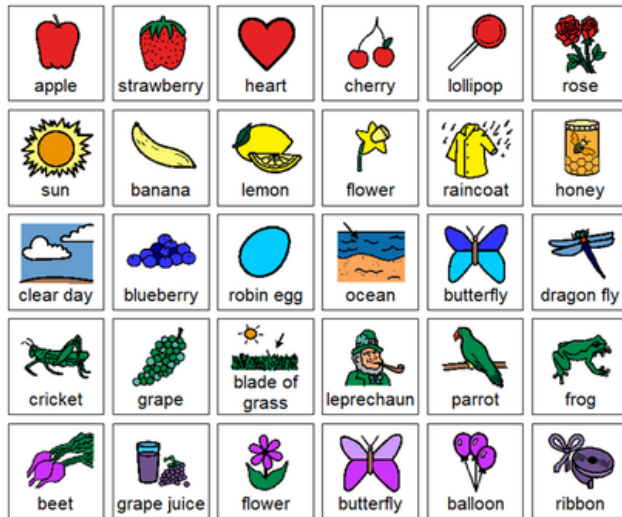 apple strawberry heart cherry lollipop rose
sun banana lemon flower raincoat honey
clear day blueberry robin egg ocean butterfly dragon fly
cricket grape blade of grass leprechaun parrot frog
beet grape juice flower butterfly balloon ribbon